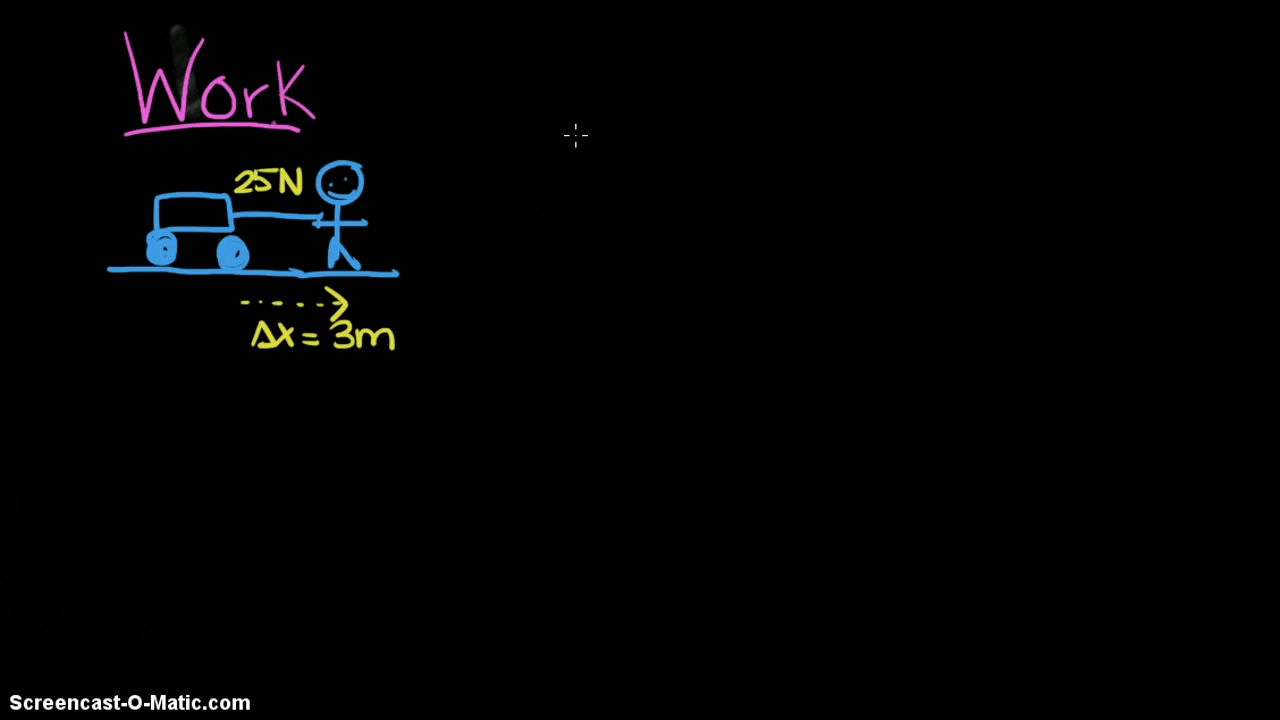 Work
25N
Δx = 3m
Screencast-O-Matic.com